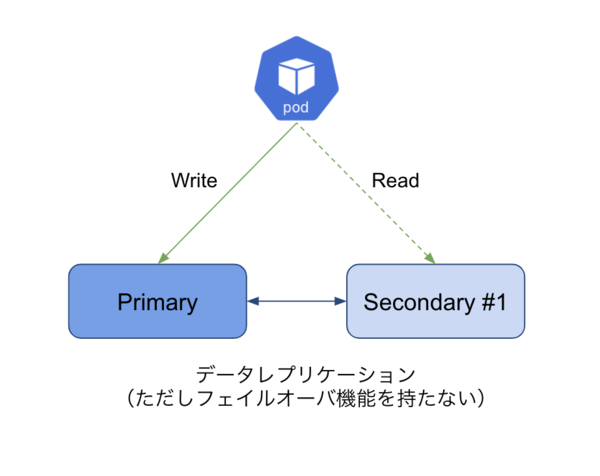 pod
Write
Read
Primary
Secondary #1
データレプリケーション
（ただしフェイルオーバ機能を持たない）